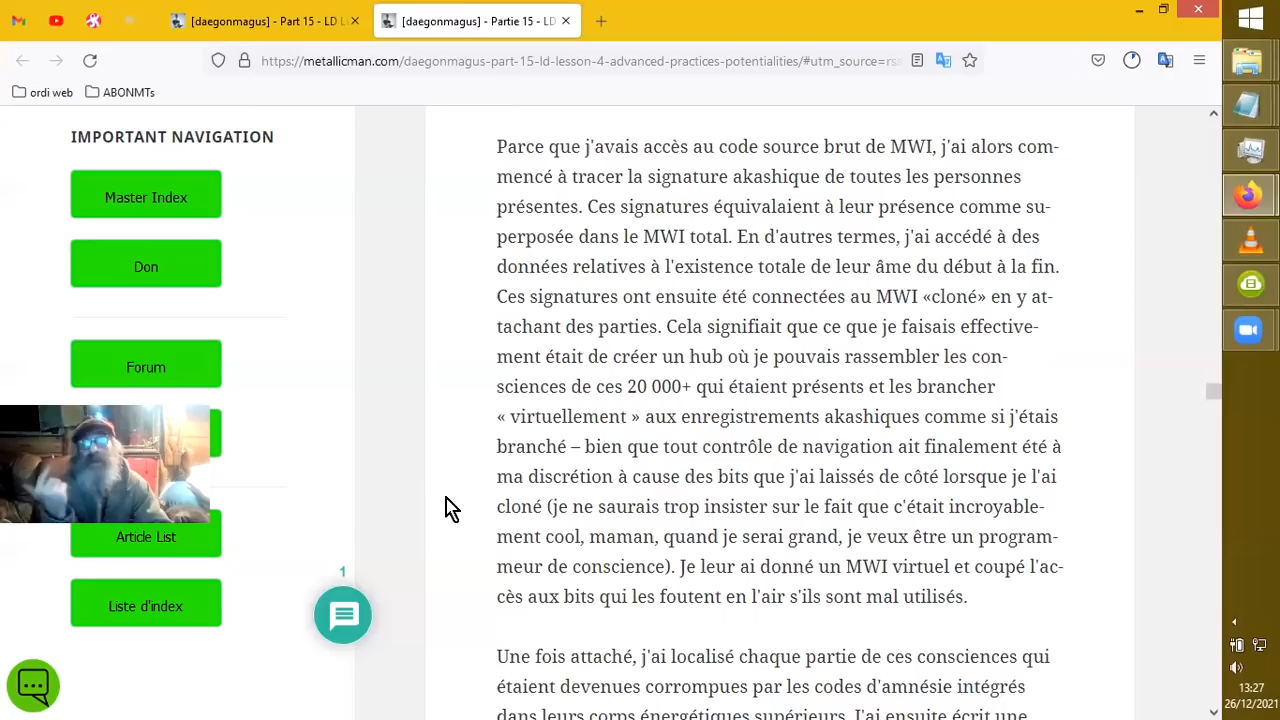 [daegonmagus] - Part 15 - LD L
[daegonmagus] - Partie 15 - LD
https://metallicman.com/daegonmagus-part-15-ld-lesson-4-advanced-practices-potentialities/#utm_source=rs
ordi web
ABONMTs
IMPORTANT NAVIGATION
Master Index
Don
Forum
Article List
Liste d'index
1
Parce que j'avais accès au code source brut de MWI, j'ai alors com-
mencé à tracer la signature akashique de toutes les personnes
présentes. Ces signatures équivalaient à leur présence comme su-
perposée dans le MWI total. En d'autres termes, j'ai accédé à des
données relatives à l'existence totale de leur âme du début à la fin.
Ces signatures ont ensuite été connectées au MWI «cloné» en y at-
tachant des parties. Cela signifiait que ce que je faisais effective-
ment était de créer un hub où je pouvais rassembler les con-
sciences de ces 20 000+ qui étaient présents et les brancher
« virtuellement » aux enregistrements akashiques comme si j'étais
branché – bien que tout contrôle de navigation ait finalement été à
ma discrétion à cause des bits que j'ai laissés de côté lorsque je l'ai
cloné (je ne saurais trop insister sur le fait que c'était incroyable-
ment cool, maman, quand je serai grand, je veux être un program-
meur de conscience). Je leur ai donné un MWI virtuel et coupé l'ac-
cès aux bits qui les foutent en l'air s'ils sont mal utilisés.
Une fois attaché, j'ai localisé chaque partie de ces consciences qui
étaient devenues corrompus par les codes d'amnésie intégrés
dans leurs corps énergétiques supérieurs. J'ai ensuite écrit une
13:27
26/12/2021